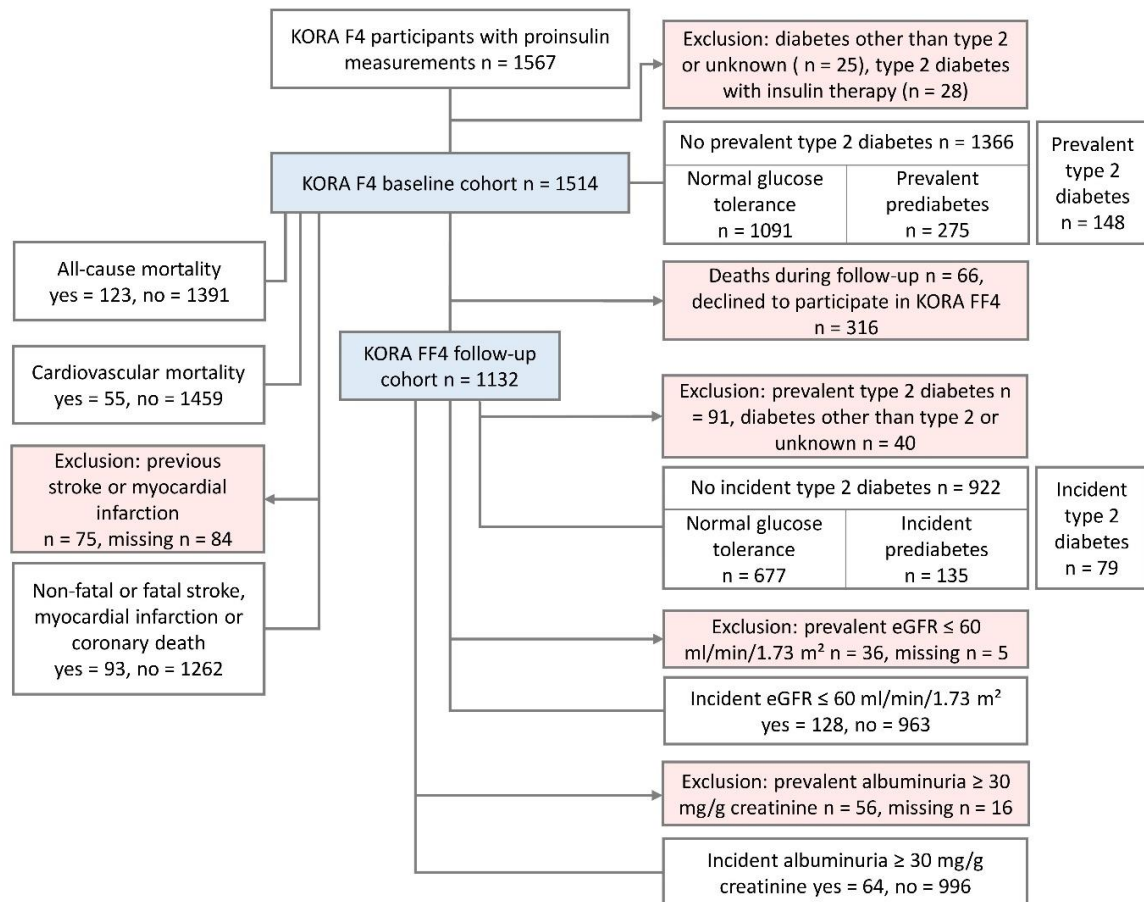 KORA F4 participants with proinsulin
measurements n = 1567
Exclusion: diabetes other than type 2
or unknown ( n = 25), type 2 diabetes
with insulin therapy (n = 28)
KORA F4 baseline cohort n = 1514
No prevalent type 2 diabetes n = 1366
Normal glucose
tolerance
n = 1091
Prevalent
prediabetes
n = 275
Prevalent
type 2
diabetes
n = 148
All-cause mortality
yes = 123, no = 1391
Deaths during follow-up n = 66,
declined to participate in KORA FF4
n = 316
KORA FF4 follow-up
cohort n = 1132
Cardiovascular mortality
yes = 55, no = 1459
Exclusion: prevalent type 2 diabetes n
= 91, diabetes other than type 2 or
unknown n = 40
Exclusion: previous
stroke or myocardial
infarction
n = 75, missing n = 84
No incident type 2 diabetes n = 922
Normal glucose
tolerance
n = 677
Incident
prediabetes
n = 135
Incident
type 2
diabetes
n = 79
Non-fatal or fatal stroke,
myocardial infarction or
coronary death
yes = 93, no = 1262
Exclusion: prevalent eGFR ≤ 60
ml/min/1.73 m² n = 36, missing n = 5
Incident eGFR ≤ 60 ml/min/1.73 m²
yes = 128, no = 963
Exclusion: prevalent albuminuria ≥ 30
mg/g creatinine n = 56, missing n = 16
Incident albuminuria ≥ 30 mg/g
creatinine yes = 64, no = 996